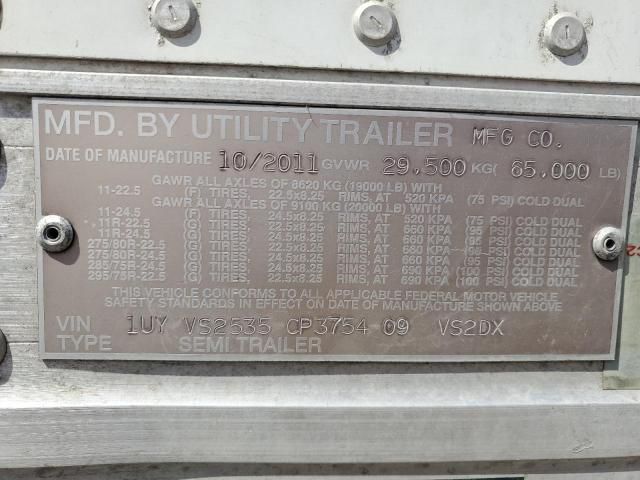 MFD. BY UTILITY TRAILER MFG CO.
DATE OF MANUFACTURE 10/2011 GVWR 29,500 KG( 65,000 LB)
GAWR ALL AXLES OF 8620 KG (19000 LB) WITH
11-22.5 (F) TIRES, 22.5x8.25 RIMS, AT 520 KPA (75 PSI) COLD DUAL
GAWR ALL AXLES OF 9100 KG (20000 LB) WITH
11-24.5 (F) TIRES, 24.5x8.25 RIMS, AT 520 KPA (75 PSI) COLD DUAL
11R-22.5 (G) TIRES, 22.5x8.25 RIMS, AT 660 KPA (95 PSI) COLD DUAL
11R-24.5 (G) TIRES, 24.5x8.25 RIMS, AT 660 KPA (95 PSI) COLD DUAL
275/80R-22.5 (G) TIRES, 22.5x8.25 RIMS, AT 660 KPA (95 PSI) COLD DUAL
275/80R-24.5 (G) TIRES, 24.5x8.25 RIMS, AT 660 KPA (95 PSI) COLD DUAL
285/75R-24.5 (G) TIRES, 24.5x8.25 RIMS, AT 690 KPA (100 PSI) COLD DUAL
295/75R-22.5 (G) TIRES, 22.5x8.25 RIMS, AT 690 KPA (100 PSI) COLD DUAL
THIS VEHICLE CONFORMS TO ALL APPLICABLE FEDERAL MOTOR VEHICLE
SAFETY STANDARDS IN EFFECT ON DATE OF MANUFACTURE SHOWN ABOVE
VIN 1UY VS2535 CP3754 09 VS2DX
TYPE SEMI TRAILER